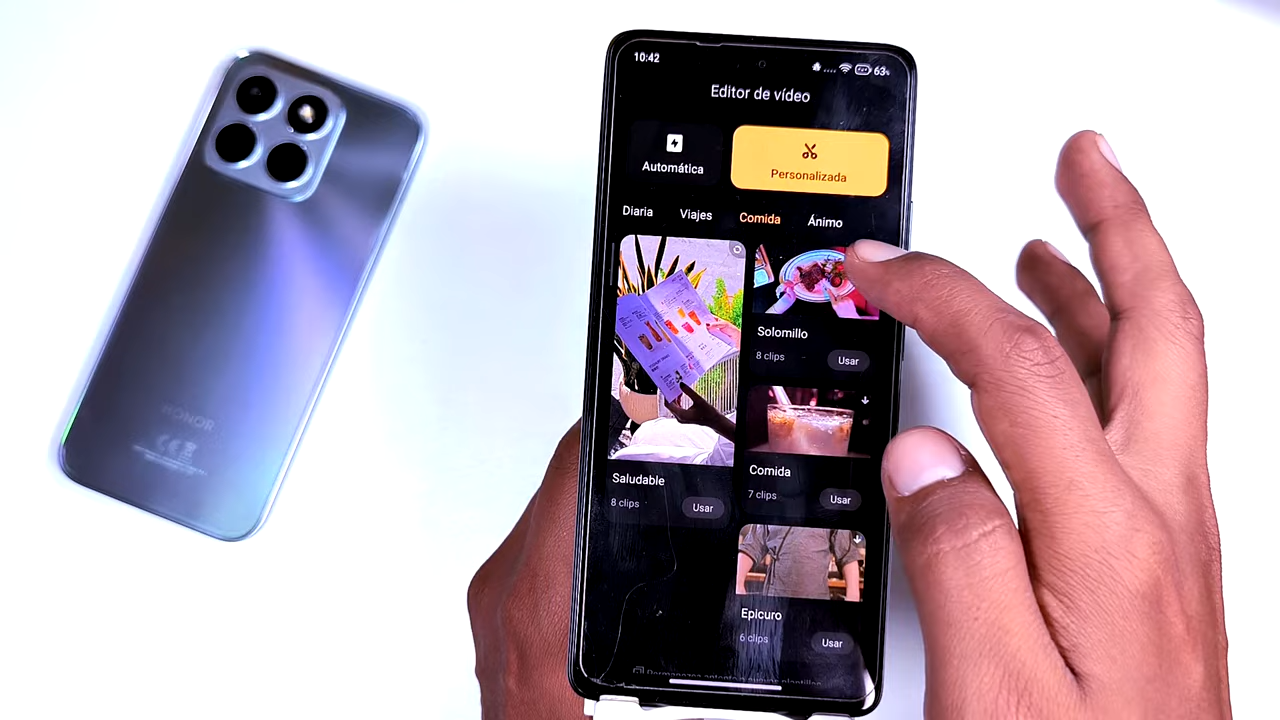 10:42
63%
Editor de vídeo
Automática
Personalizada
Diaria
Viajes
Comida
Ánimo
Solomillo
8 clips
Usar
Comida
7 clips
Usar
Saludable
8 clips
Usar
Epicuro
6 clips
Usar
HONOR